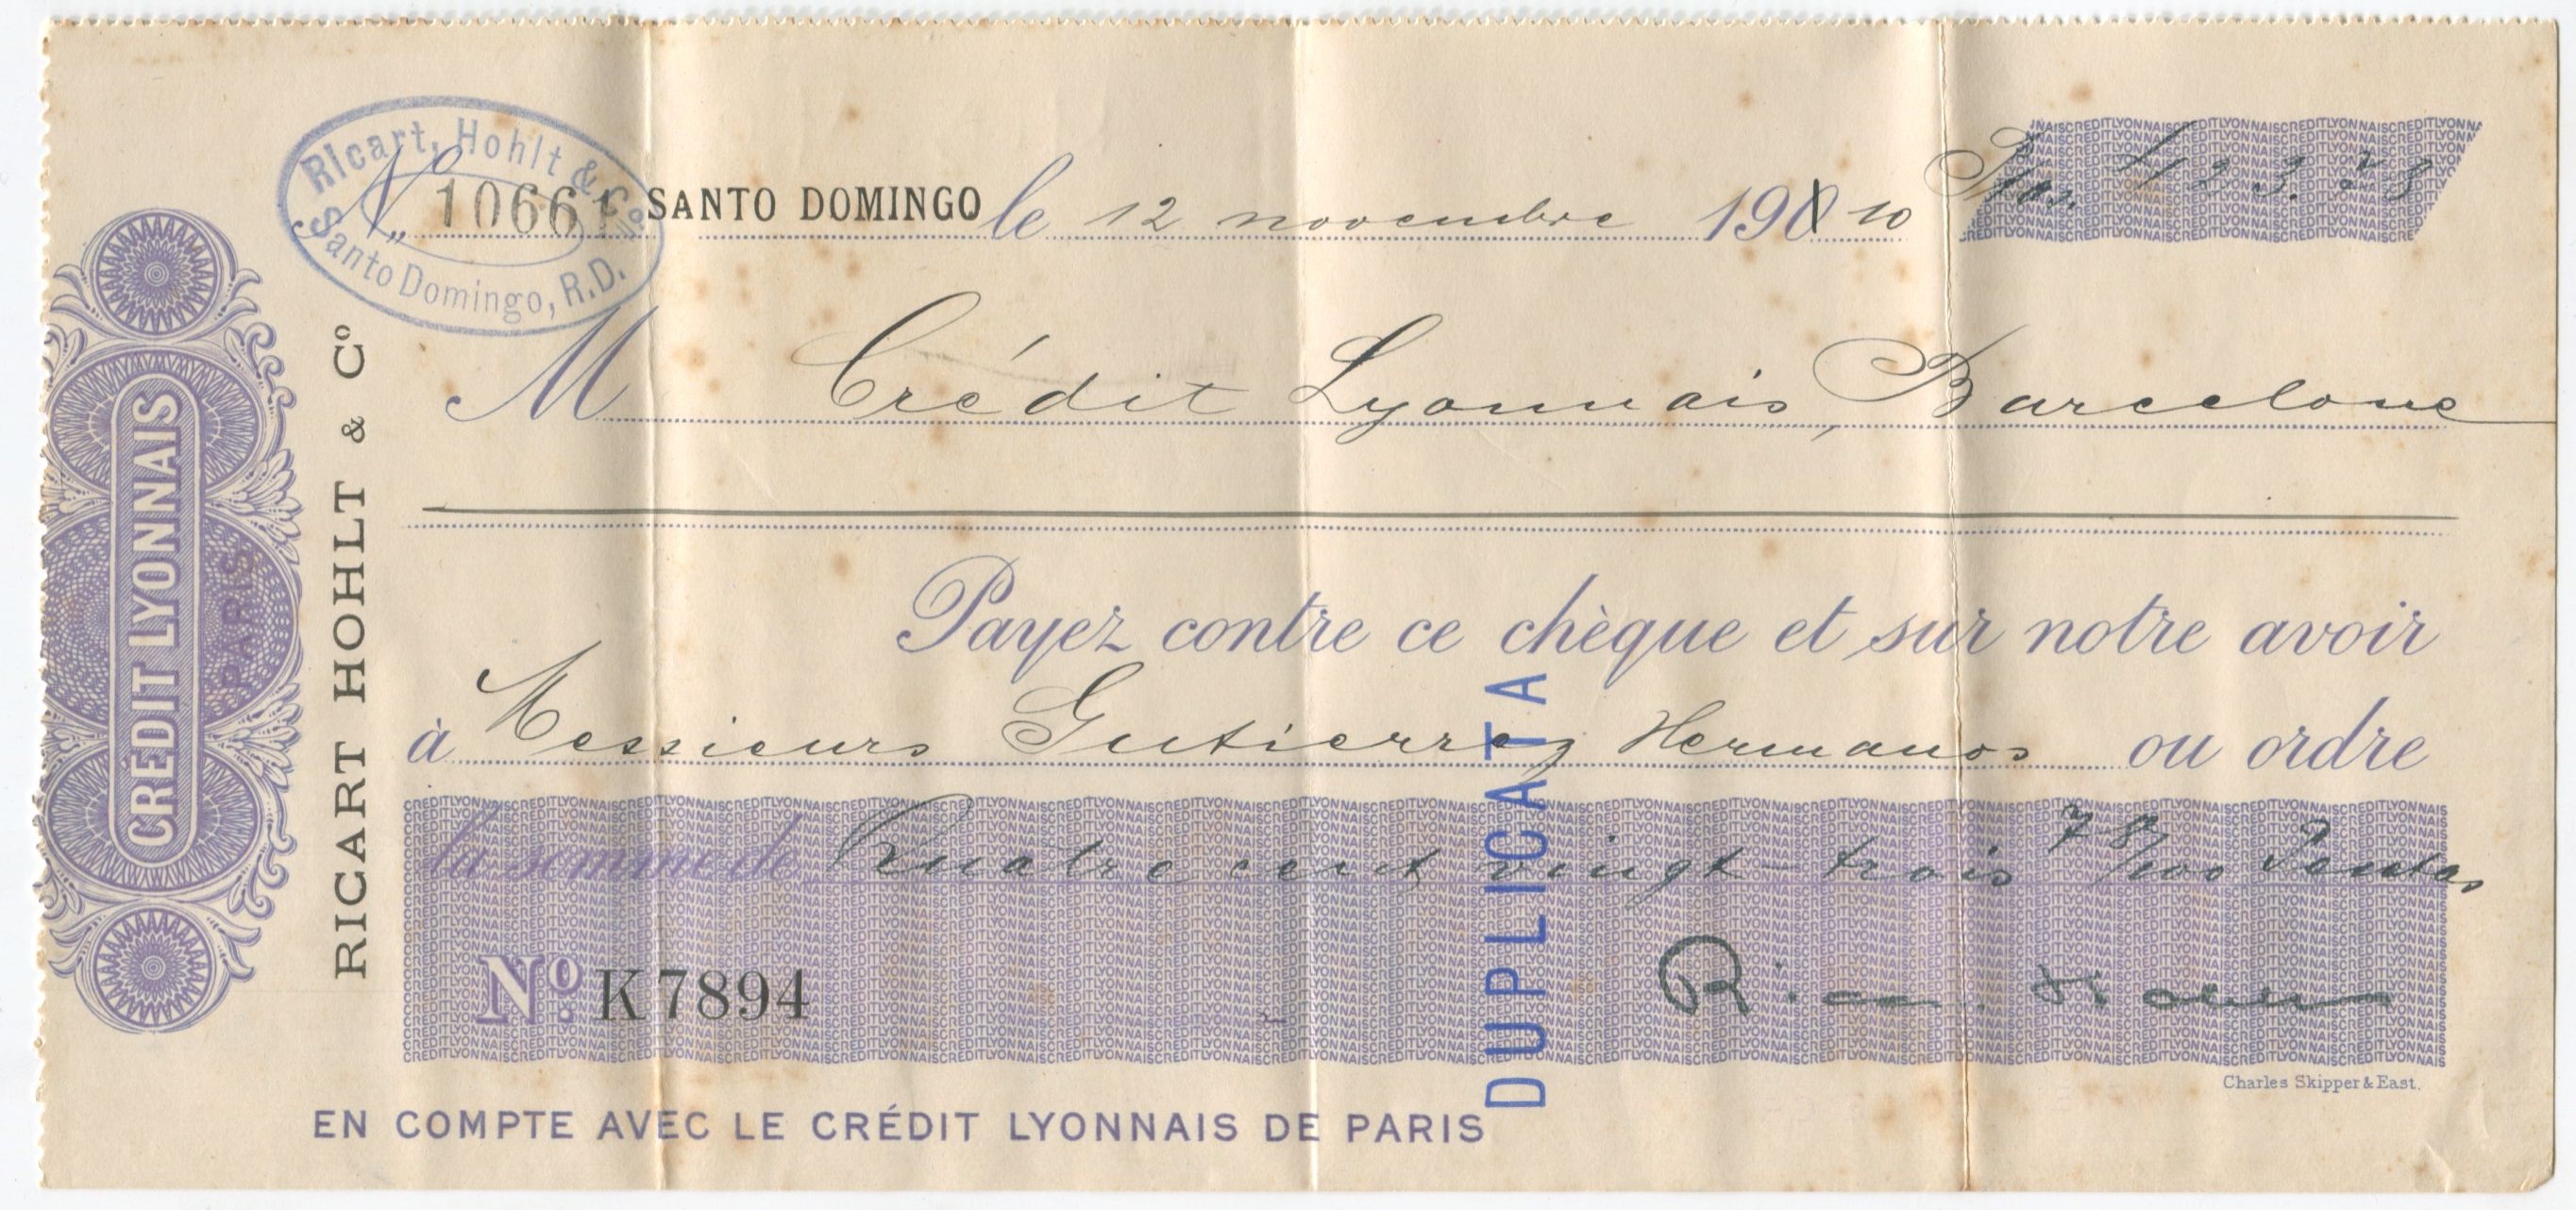 Ricart, Hohlt & Co.
Santo Domingo, R.D.
No. 10661 SANTO DOMINGO le 12 novembre 190 10 Ptas. 423.78
M Crédit Lyonnais, Barcelone
Payez contre ce chèque et sur notre avoir
à Messieurs Gutierrez Hermanos ou ordre
la somme de Quatre cent vingt-trois 78/100 Pesetas
No. K7894
DUPLICATA
Charles Skipper & East.
EN COMPTE AVEC LE CRÉDIT LYONNAIS DE PARIS
CRÉDIT LYONNAIS
PARIS
RICART HOHLT & Co